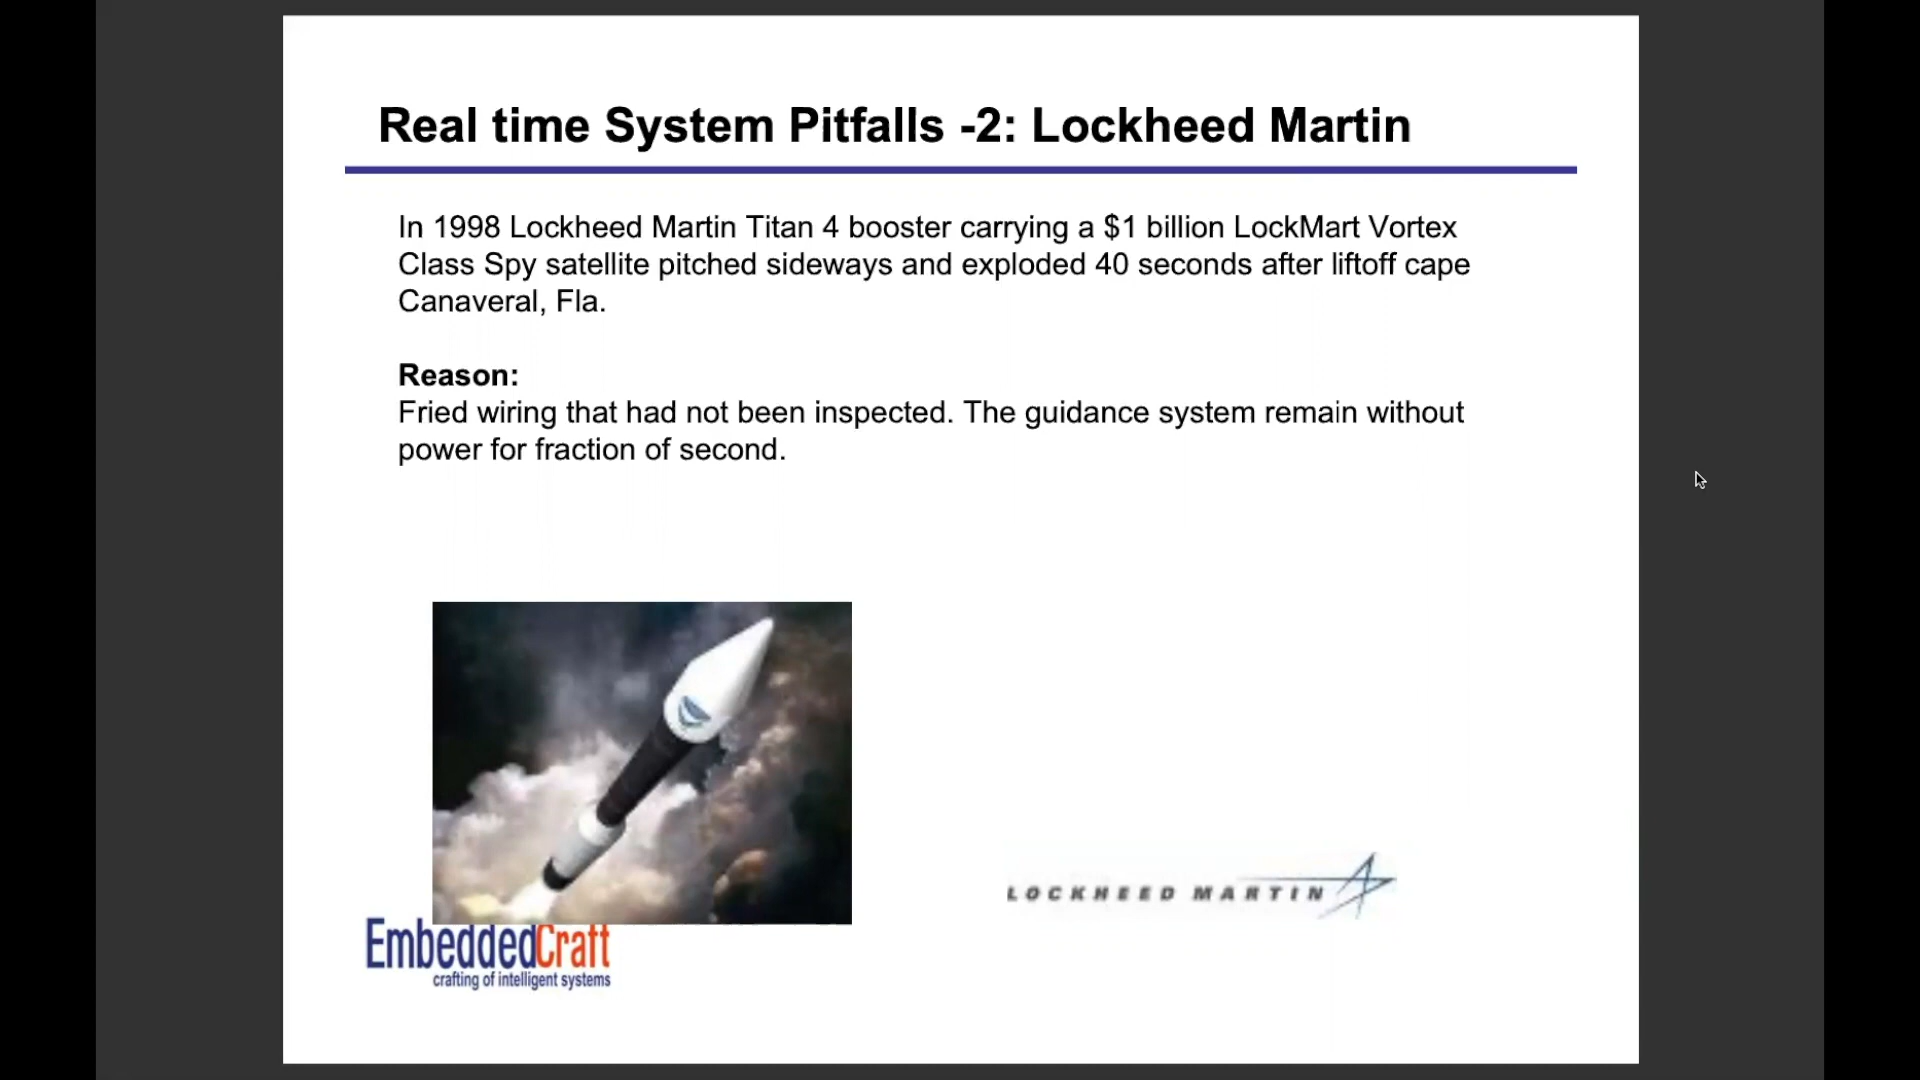 Real time System Pitfalls -2: Lockheed Martin
In 1998 Lockheed Martin Titan 4 booster carrying a $1 billion LockMart Vortex
Class Spy satellite pitched sideways and exploded 40 seconds after liftoff cape
Canaveral, Fla.
Reason:
Fried wiring that had not been inspected. The guidance system remain without
power for fraction of second.
LOCKHEED MARTIN
EmbeddedCraft
crafting of intelligent systems